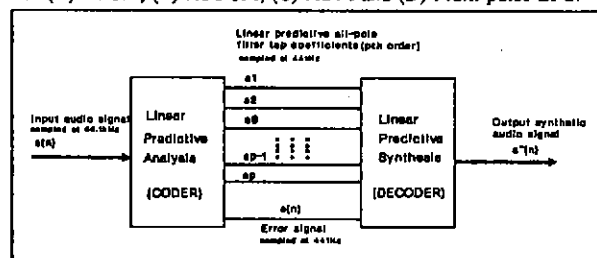 Linear predictive all-pole
filter tap coefficients (pth order]
sampled at 441Hz
a1
a2
Input audio signal
sampled at 44.1kHz
s[n]
Linear
Predictive
Analysis
[CODER]
ap-1
ap
e[n]
Error signal
sampled at 441Hz
Linear
Predictive
Synthesis
[DECODER]
Output synthetic
audio signal
s~[n]